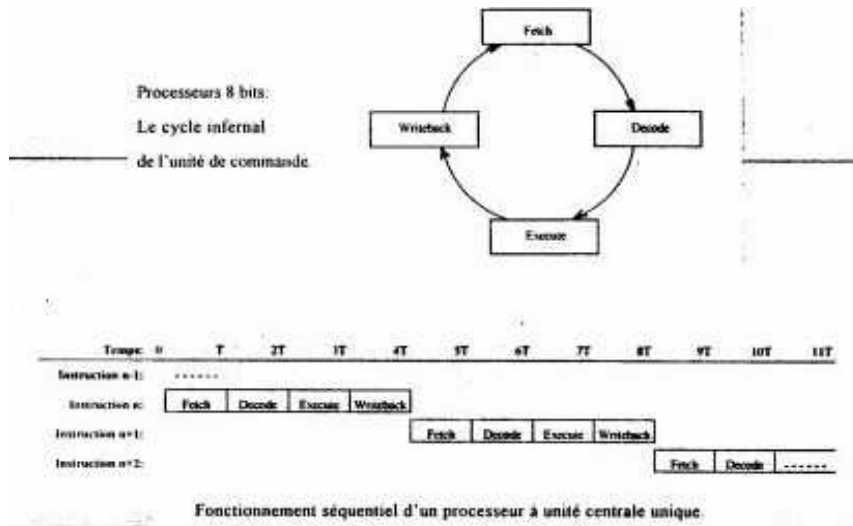 Fetch
Processeurs 8 bits:
Le cycle infernal
de l'unité de commande.
Writeback
Decode
Execute
Temps: 0 T 2T 3T 4T 5T 6T 7T 8T 9T 10T 11T
Instruction n-1: ------
Instruction n: Fetch Decode Execute Writeback
Instruction n+1: Fetch Decode Execute Writeback
Instruction n+2: Fetch Decode ------
Fonctionnement séquentiel d'un processeur à unité centrale unique.